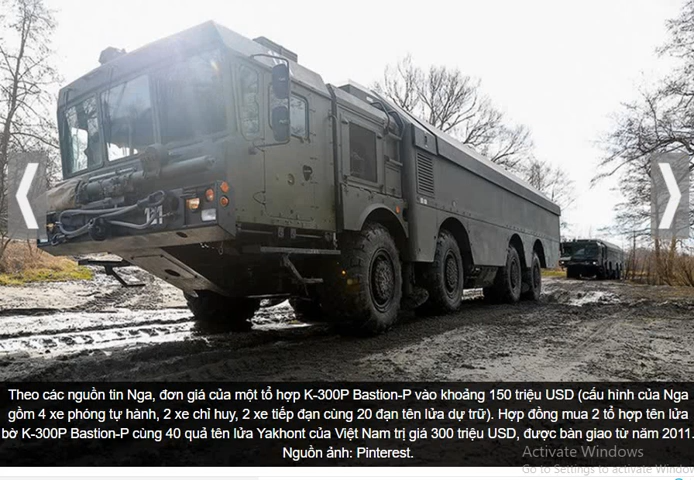 121
Theo các nguồn tin Nga, đơn giá của một tổ hợp K-300P Bastion-P vào khoảng 150 triệu USD (cấu hình của Nga
gồm 4 xe phóng tự hành, 2 xe chỉ huy, 2 xe tiếp đạn cùng 20 đạn tên lửa dự trữ). Hợp đồng mua 2 tổ hợp tên lửa
bờ K-300P Bastion-P cùng 40 quả tên lửa Yakhont của Việt Nam trị giá 300 triệu USD, được bàn giao từ năm 2011.
Nguồn ảnh: Pinterest.
Activate Windows
Go to Settings to activate Windows